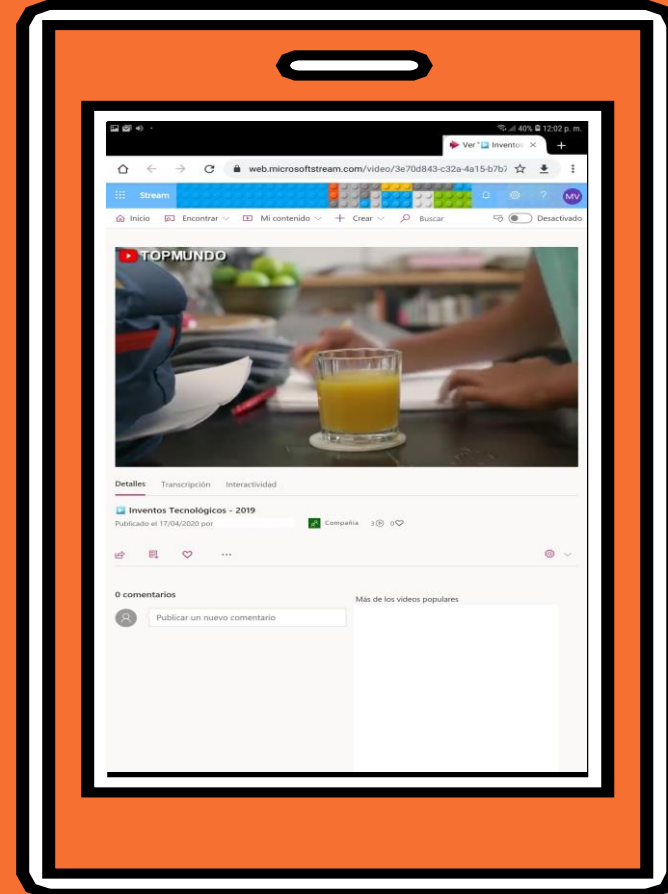 40% 12:02 p. m.
Ver "Invento
web.microsoftstream.com/video/3e70d843-c32a-4a15-b7b7
Stream
? MV
Inicio Encontrar Mi contenido Crear Buscar Desactivado
TOPMUNDO
Detalles Transcripción Interactividad
Inventos Tecnológicos - 2019
Publicado el 17/04/2020 por Compañía 3 0
0 comentarios
Más de los videos populares
Publicar un nuevo comentario